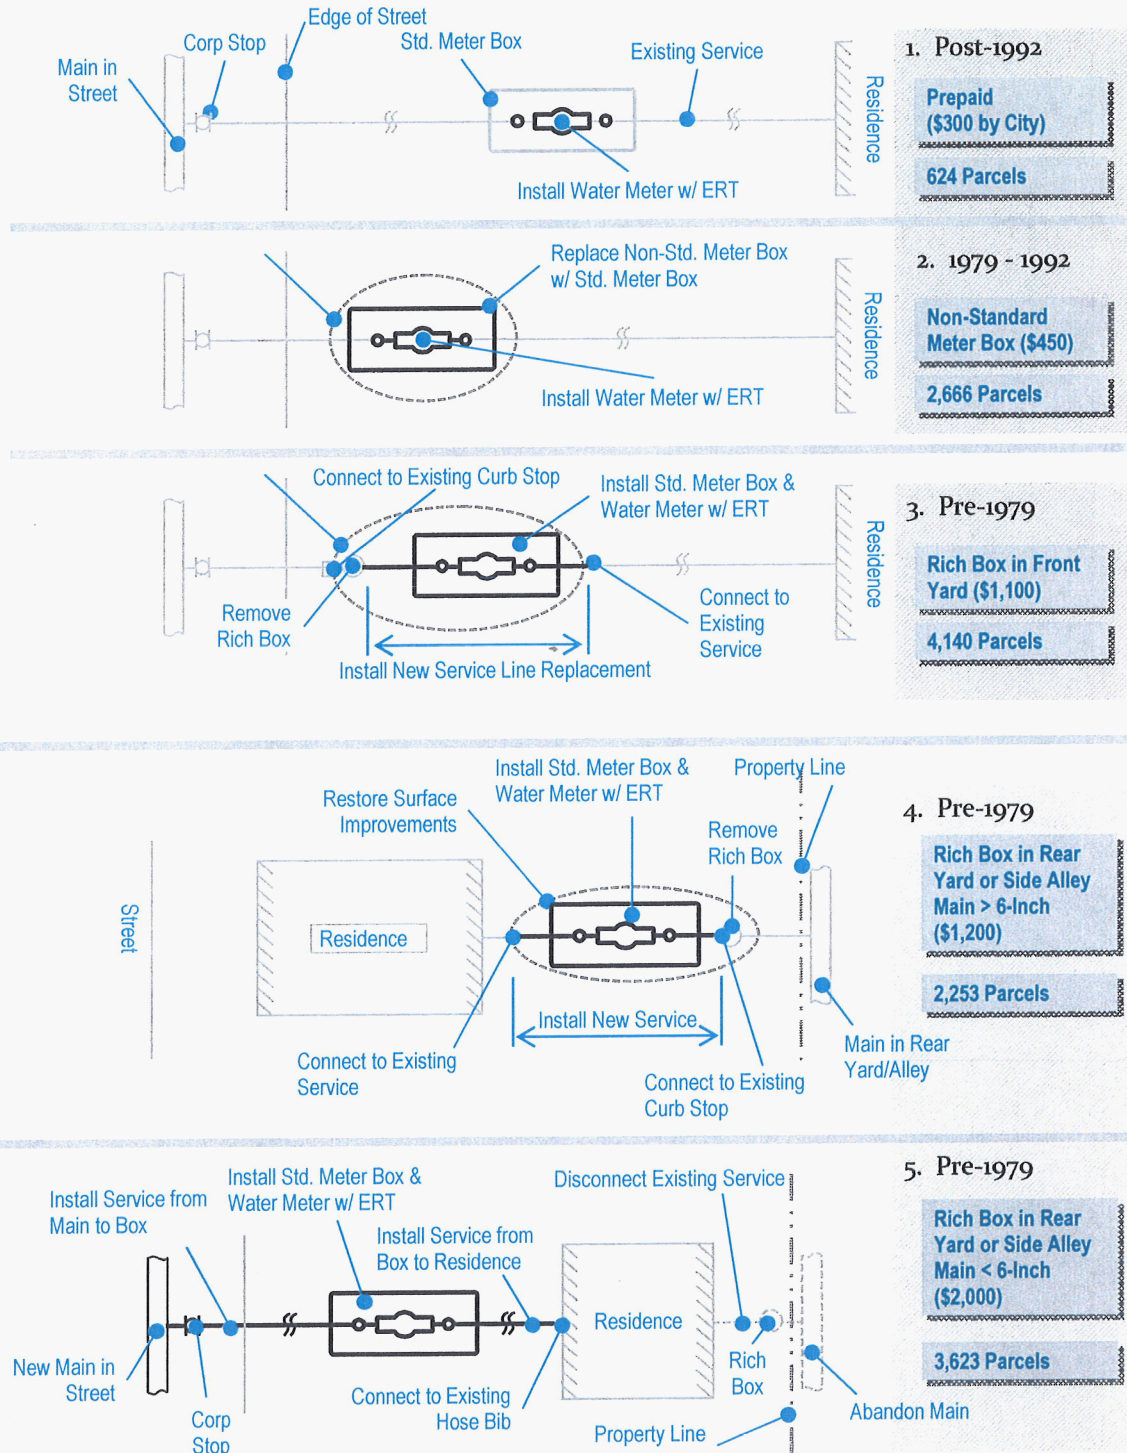 Edge of Street
Corp Stop
Std. Meter Box
Existing Service
Main in
Street
Install Water Meter w/ ERT
Residence
1. Post-1992
Prepaid
($300 by City)
624 Parcels
Replace Non-Std. Meter Box
w/ Std. Meter Box
Install Water Meter w/ ERT
Residence
2. 1979 - 1992
Non-Standard
Meter Box ($450)
2,666 Parcels
Connect to Existing Curb Stop
Install Std. Meter Box &
Water Meter w/ ERT
Remove
Rich Box
Connect to
Existing
Service
Install New Service Line Replacement
Residence
3. Pre-1979
Rich Box in Front
Yard ($1,100)
4,140 Parcels
Install Std. Meter Box &
Water Meter w/ ERT
Property Line
Restore Surface
Improvements
Remove
Rich Box
Street
Residence
Install New Service
Connect to Existing
Service
Connect to Existing
Curb Stop
Main in Rear
Yard/Alley
4. Pre-1979
Rich Box in Rear
Yard or Side Alley
Main > 6-Inch
($1,200)
2,253 Parcels
Install Std. Meter Box &
Water Meter w/ ERT
Disconnect Existing Service
Install Service from
Main to Box
Install Service from
Box to Residence
Residence
New Main in
Street
Corp
Stop
Connect to Existing
Hose Bib
Rich
Box
Property Line
Abandon Main
5. Pre-1979
Rich Box in Rear
Yard or Side Alley
Main < 6-Inch
($2,000)
3,623 Parcels